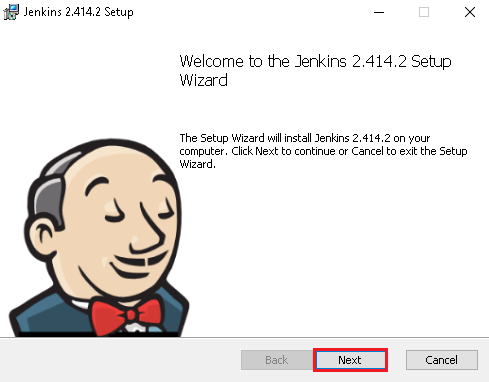 Jenkins 2.414.2 Setup
Welcome to the Jenkins 2.414.2 Setup
Wizard
The Setup Wizard will install Jenkins 2.414.2 on your
computer. Click Next to continue or Cancel to exit the Setup
Wizard.
Back
Next
Cancel